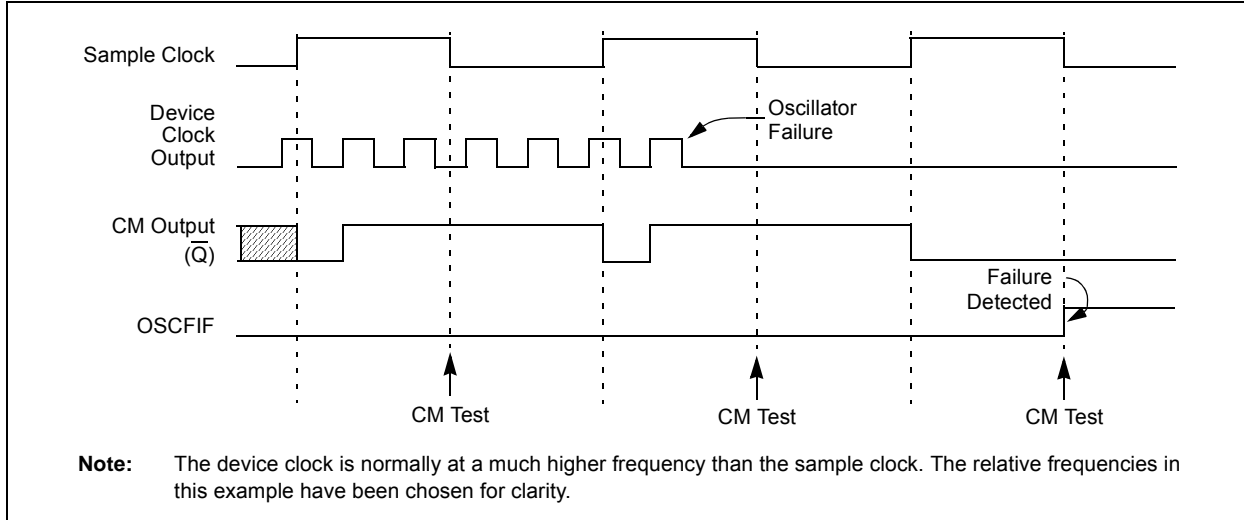 Sample Clock
Device
Clock
Output
Oscillator
Failure
CM Output
(Q̅)
Failure
Detected
OSCFIF
CM Test
CM Test
CM Test
Note: The device clock is normally at a much higher frequency than the sample clock. The relative frequencies in
this example have been chosen for clarity.